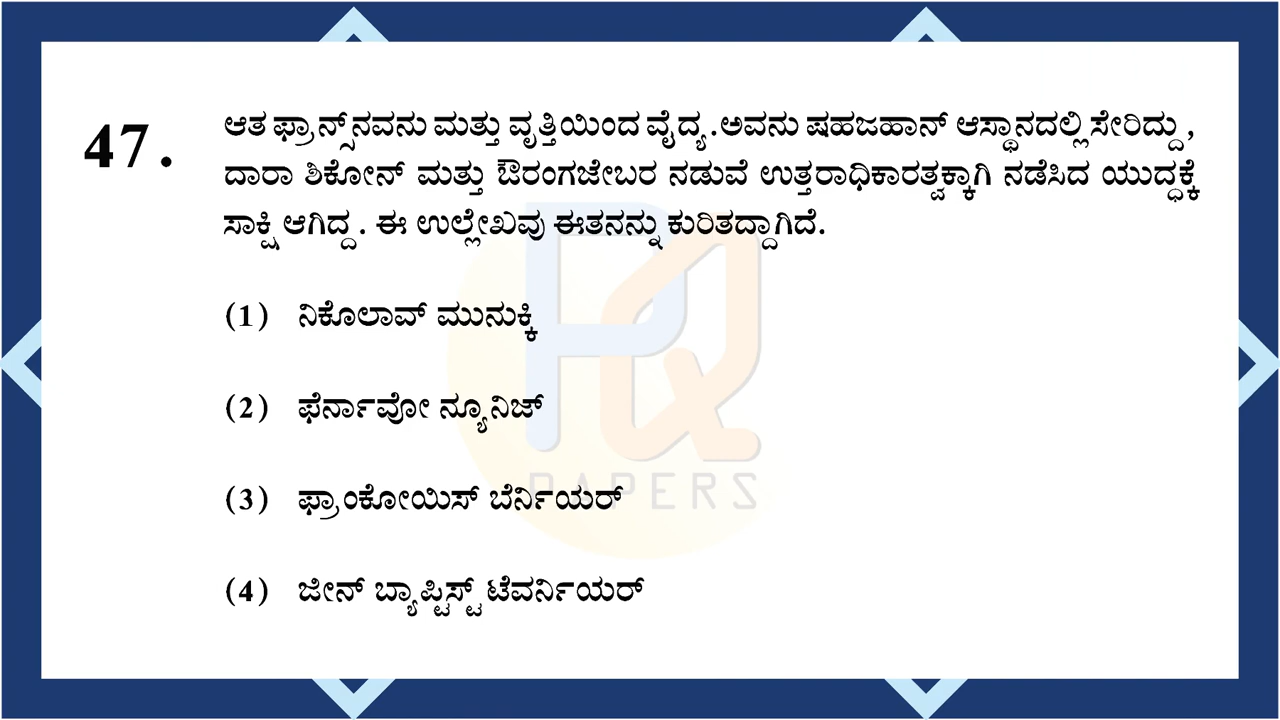 47. ಆತ ಫ್ರಾನ್ಸ್‌ನವನು ಮತ್ತು ವೃತ್ತಿಯಿಂದ ವೈದ್ಯ .ಅವನು ಷಹಜಹಾನ್ ಆಸ್ಥಾನದಲ್ಲಿ ಸೇರಿದ್ದು ,
ದಾರಾ ಶಿಕೋನ್ ಮತ್ತು ಔರಂಗಜೇಬರ ನಡುವೆ ಉತ್ತರಾಧಿಕಾರತ್ವಕ್ಕಾಗಿ ನಡೆಸಿದ ಯುದ್ಧಕ್ಕೆ
ಸಾಕ್ಷಿ ಆಗಿದ್ದ . ಈ ಉಲ್ಲೇಖವು ಈತನನ್ನು ಕುರಿತದ್ದಾಗಿದೆ.
(1) ನಿಕೊಲಾವ್ ಮುನುಕ್ಕಿ
(2) ಫೆರ್ನಾವೋ ನ್ಯೂನಿಜ್
(3) ಫ್ರಾಂಕೋಯಿಸ್ ಬೆರ್ನಿಯರ್
(4) ಜೀನ್ ಬ್ಯಾಪ್ಟಿಸ್ಟ್ ಟೆವರ್ನಿಯರ್
PQ
PAPERS